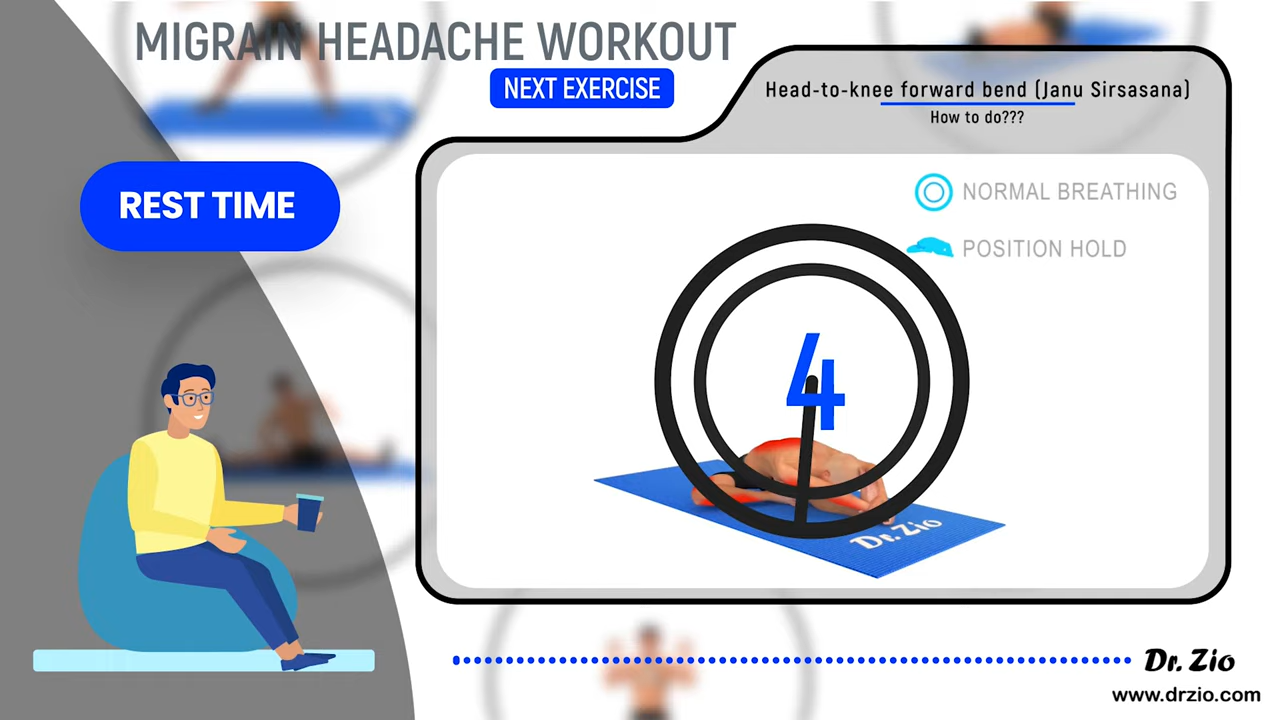 MIGRAIN HEADACHE WORKOUT
NEXT EXERCISE
Head-to-knee forward bend (Janu Sirsasana)
How to do???
REST TIME
NORMAL BREATHING
POSITION HOLD
4
Dr. Zio
Dr. Zio
www.drzio.com